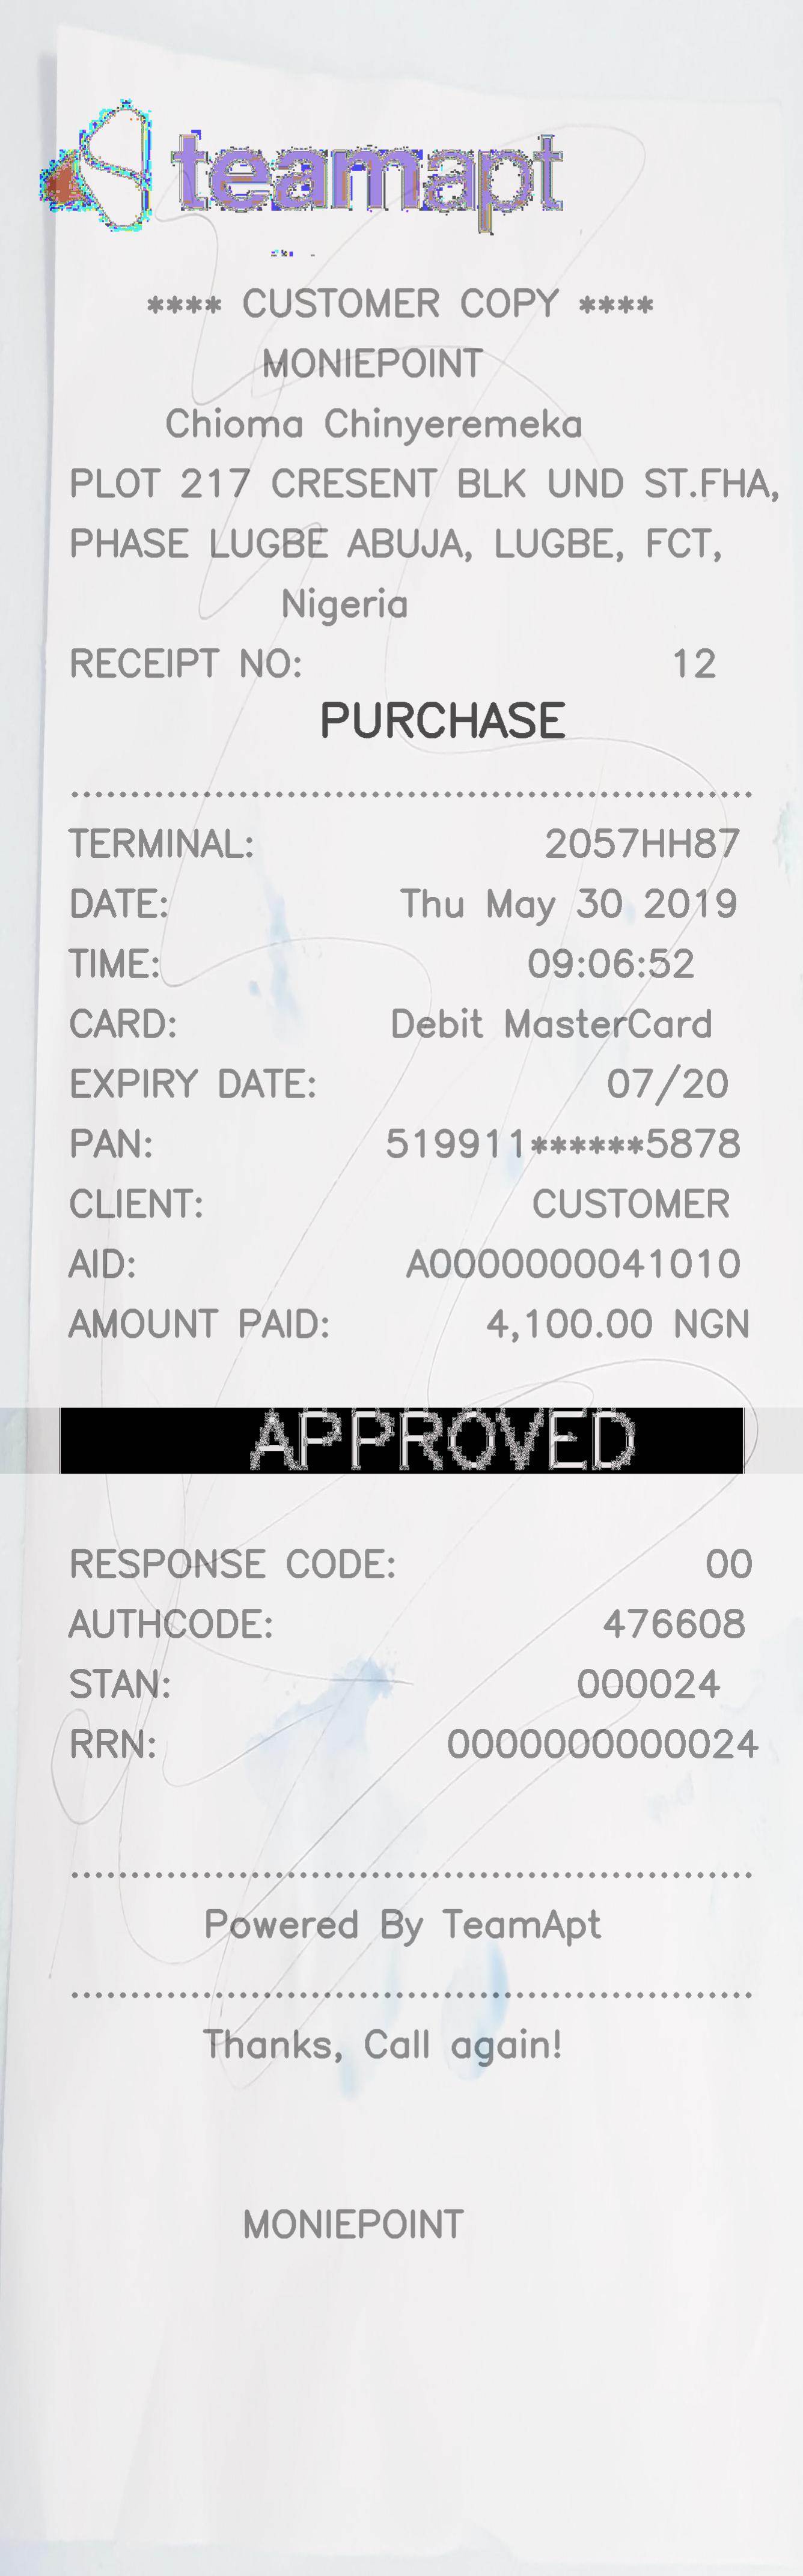 teamapt
**** CUSTOMER COPY ****
MONIEPOINT
Chioma Chinyeremeka
PLOT 217 CRESENT BLK UND ST.FHA,
PHASE LUGBE ABUJA, LUGBE, FCT,
Nigeria
RECEIPT NO: 12
PURCHASE
TERMINAL: 2057HH87
DATE: Thu May 30 2019
TIME: 09:06:52
CARD: Debit MasterCard
EXPIRY DATE: 07/20
PAN: 519911******5878
CLIENT: CUSTOMER
AID: A0000000041010
AMOUNT PAID: 4,100.00 NGN
APPROVED
RESPONSE CODE: 00
AUTHCODE: 476608
STAN: 000024
RRN: 0000000000024
Powered By TeamApt
Thanks, Call again!
MONIEPOINT